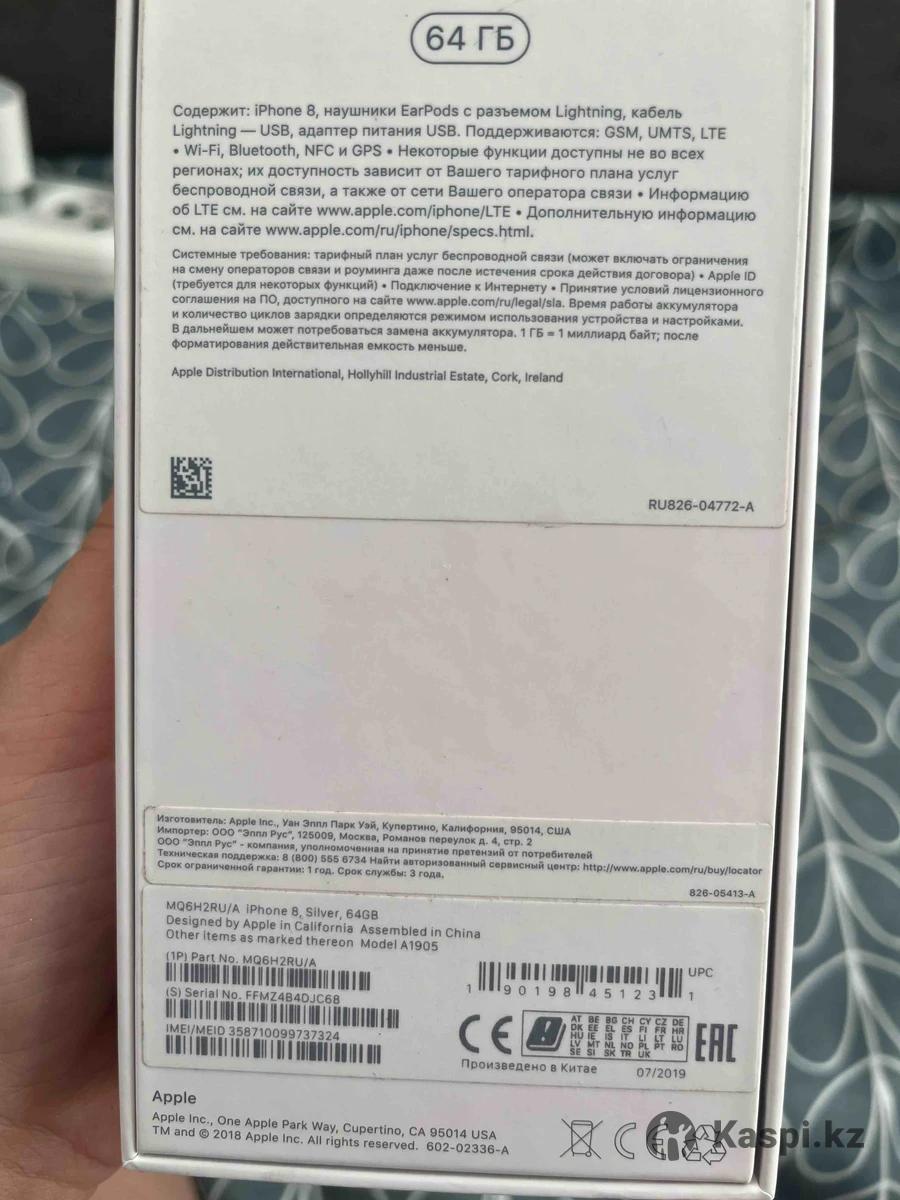 64 ГБ
Содержит: iPhone 8, наушники EarPods с разъемом Lightning, кабель
Lightning — USB, адаптер питания USB. Поддерживаются: GSM, UMTS, LTE
• Wi-Fi, Bluetooth, NFC и GPS • Некоторые функции доступны не во всех
регионах; их доступность зависит от Вашего тарифного плана услуг
беспроводной связи, а также от сети Вашего оператора связи • Информацию
об LTE см. на сайте www.apple.com/iphone/LTE • Дополнительную информацию
см. на сайте www.apple.com/ru/iphone/specs.html.
Системные требования: тарифный план услуг беспроводной связи (может включать ограничения
на смену операторов связи и роуминга даже после истечения срока действия договора) • Apple ID
(требуется для некоторых функций) • Подключение к Интернету • Принятие условий лицензионного
соглашения на ПО, доступного на сайте www.apple.com/ru/legal/sla. Время работы аккумулятора
и количество циклов зарядки определяются режимом использования устройства и настройками.
В дальнейшем может потребоваться замена аккумулятора. 1 ГБ = 1 миллиард байт; после
форматирования действительная емкость меньше.
Apple Distribution International, Hollyhill Industrial Estate, Cork, Ireland
RU826-04772-A
Изготовитель: Apple Inc., Уан Эппл Парк Уэй, Купертино, Калифорния, 95014, США
Импортер: ООО "Эппл Рус", 125009, Москва, Романов переулок д. 4, стр. 2
ООО "Эппл Рус" - компания, уполномоченная на принятие претензий от потребителей
Техническая поддержка: 8 (800) 555 6734 Найти авторизованный сервисный центр: http://www.apple.com/ru/buy/locator
Срок ограниченной гарантии: 1 год. Срок службы: 3 года.
826-05413-A
MQ6H2RU/A iPhone 8, Silver, 64GB
Designed by Apple in California Assembled in China
Other items as marked thereon Model A1905
(1P) Part No. MQ6H2RU/A
(S) Serial No. FFMZ4B4DJC68
IMEI/MEID 358710099737324
UPC
1 90198 45123 1
CE
AT BE BG CH CY CZ DE
DK EE EL ES FI FR HR
HU IE IS IT LI LT LU
LV MT NL NO PL PT RO
SE SI SK TR UK
EAC
Произведено в Китае 07/2019
Apple
Apple Inc., One Apple Park Way, Cupertino, CA 95014 USA
TM and © 2018 Apple Inc. All rights reserved. 602-02336-A
CE
Kaspi.kz